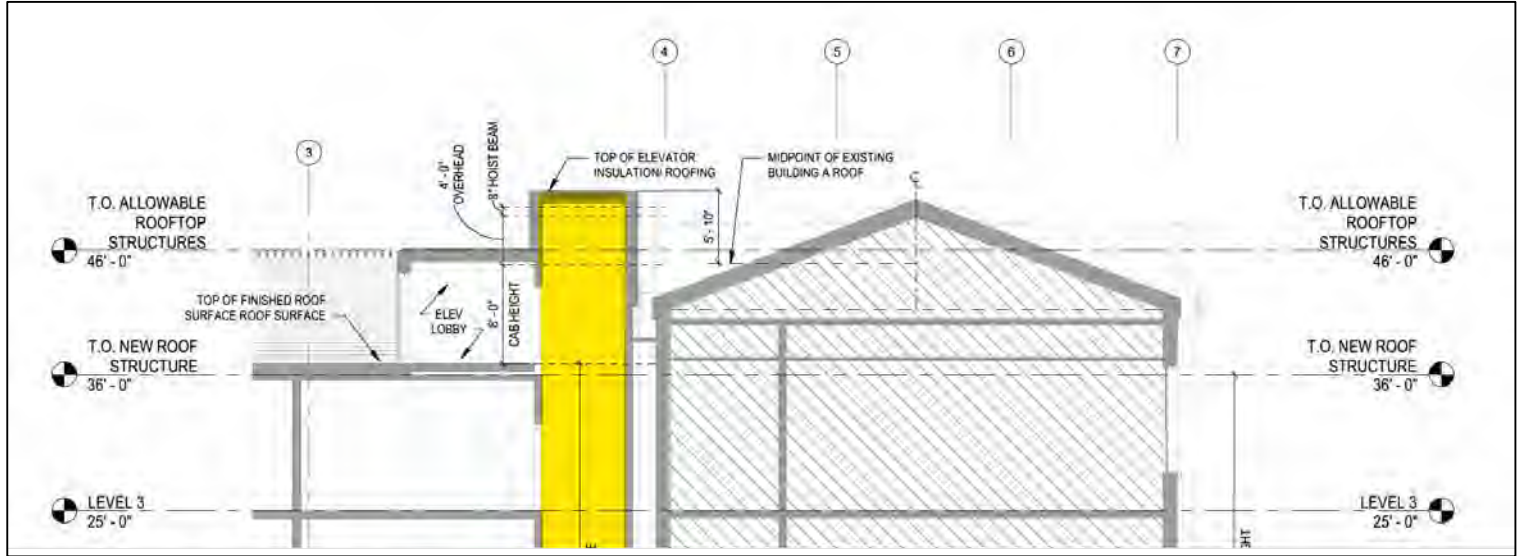 3
4
5
6
7
T.O. ALLOWABLE
ROOFTOP
STRUCTURES
46' - 0"
4' - 0"
OVERHEAD
8" HOIST BEAM
TOP OF ELEVATOR
INSULATION/ ROOFING
MIDPOINT OF EXISTING
BUILDING A ROOF
5' - 10"
T.O. ALLOWABLE
ROOFTOP
STRUCTURES
46' - 0"
TOP OF FINISHED ROOF
SURFACE ROOF SURFACE
ELEV
LOBBY
8' - 0"
CAB HEIGHT
T.O. NEW ROOF
STRUCTURE
36' - 0"
T.O. NEW ROOF
STRUCTURE
36' - 0"
LEVEL 3
25' - 0"
LEVEL 3
25' - 0"